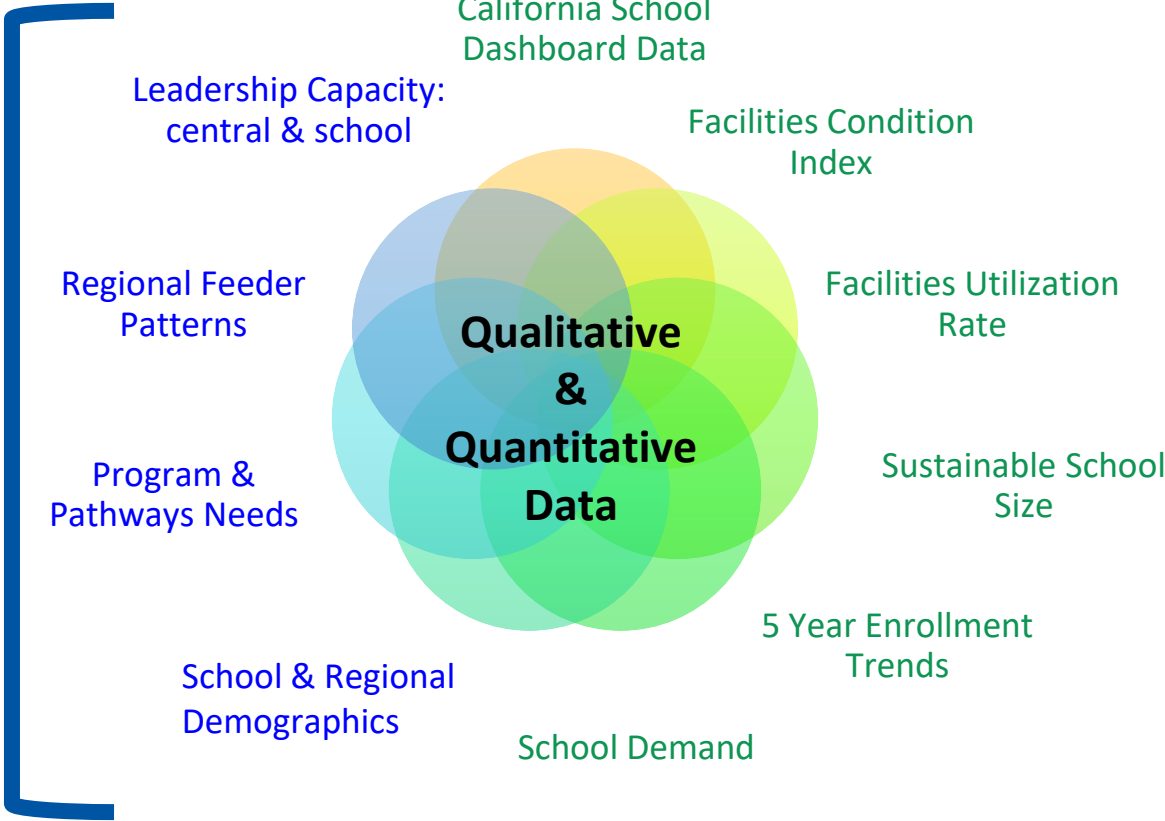 California School
Dashboard Data
Leadership Capacity:
central & school
Facilities Condition
Index
Regional Feeder
Patterns
Facilities Utilization
Rate
Qualitative
&
Quantitative
Data
Program &
Pathways Needs
Sustainable School
Size
5 Year Enrollment
Trends
School & Regional
Demographics
School Demand